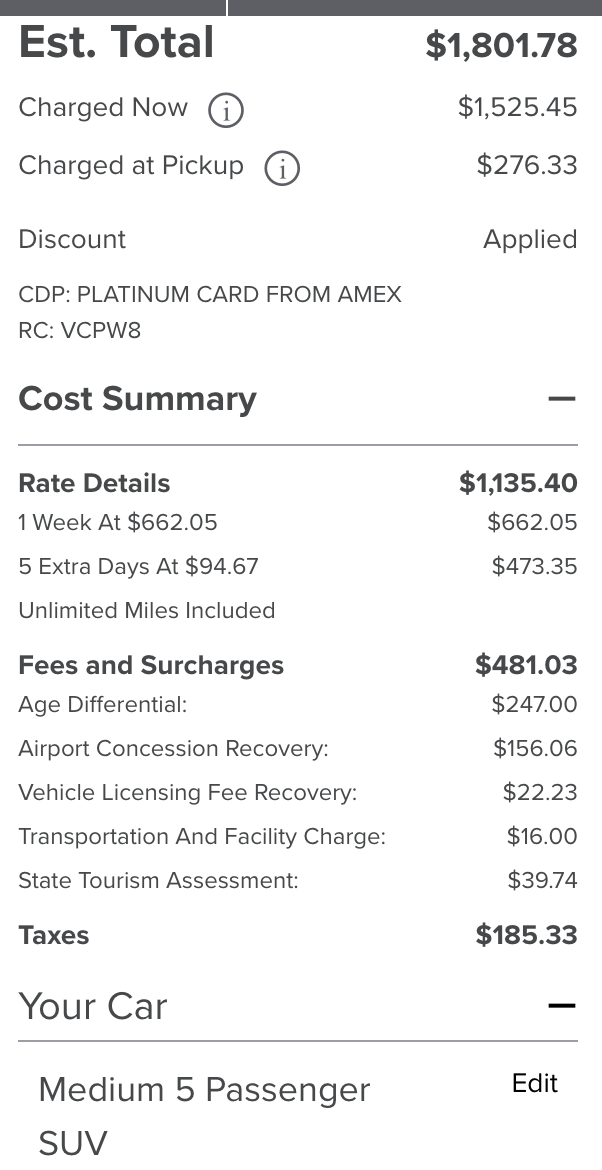 Est. Total $1,801.78
Charged Now i $1,525.45
Charged at Pickup i $276.33
Discount Applied
CDP: PLATINUM CARD FROM AMEX
RC: VCPW8
Cost Summary —
Rate Details $1,135.40
1 Week At $662.05 $662.05
5 Extra Days At $94.67 $473.35
Unlimited Miles Included
Fees and Surcharges $481.03
Age Differential: $247.00
Airport Concession Recovery: $156.06
Vehicle Licensing Fee Recovery: $22.23
Transportation And Facility Charge: $16.00
State Tourism Assessment: $39.74
Taxes $185.33
Your Car —
Medium 5 Passenger Edit
SUV